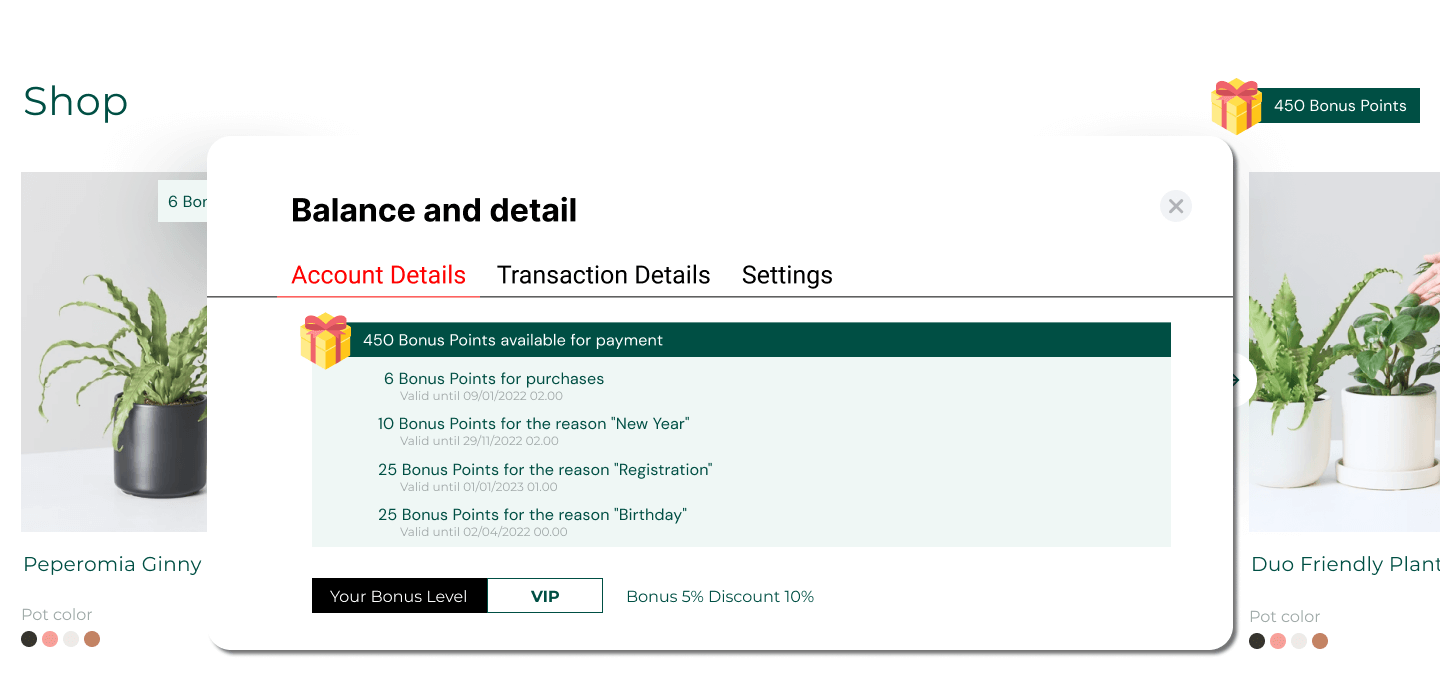 Shop
450 Bonus Points
6 Bon
Balance and detail
Account Details Transaction Details Settings
450 Bonus Points available for payment
6 Bonus Points for purchases
Valid until 09/01/2022 02.00
10 Bonus Points for the reason "New Year"
Valid until 29/11/2022 02.00
25 Bonus Points for the reason "Registration"
Valid until 01/01/2023 01.00
25 Bonus Points for the reason "Birthday"
Valid until 02/04/2022 00.00
Your Bonus Level VIP Bonus 5% Discount 10%
Peperomia Ginny
Pot color
Duo Friendly Plant
Pot color